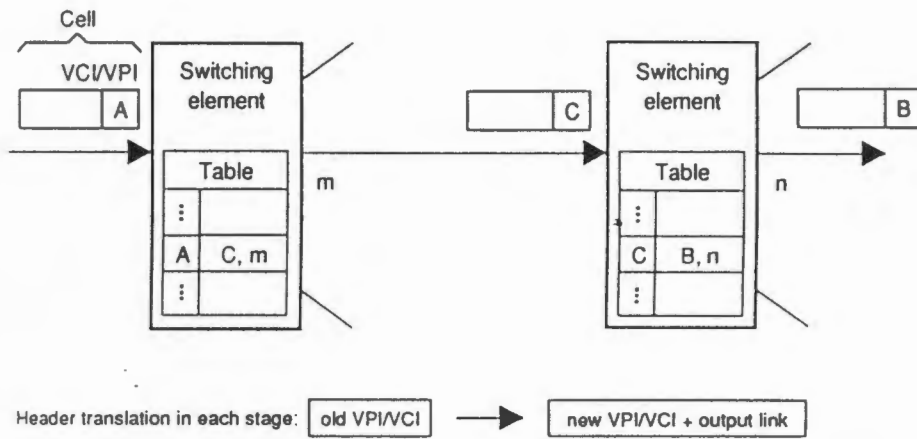 Cell
VCI/VPI
A
Switching
element
Table
⋮
A C, m
⋮
m
C
Switching
element
Table
⋮
C B, n
⋮
n
B
Header translation in each stage: old VPI/VCI new VPI/VCI + output link